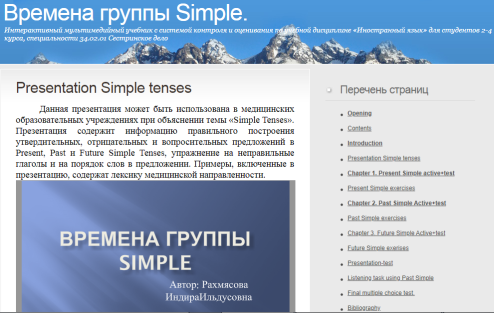 Времена группы Simple.
Интерактивный мультимедийный учебник с системой контроля и оценивания по учебной дисциплине «Иностранный язык» для студентов 2-4
курса, специальности 34.02.01 Сестринское дело
Presentation Simple tenses
Данная презентация может быть использована в медицинских
образовательных учреждениях при объяснении темы «Simple Tenses».
Презентация содержит информацию правильного построения
утвердительных, отрицательных и вопросительных предложений в
Present, Past и Future Simple Tenses, упражнение на неправильные
глаголы и на порядок слов в предложении. Примеры, включенные в
презентацию, содержат лексику медицинской направленности.
ВРЕМЕНА ГРУППЫ
SIMPLE
Автор; Рахмясова
ИндираИльдусовна
Перечень страниц
Opening
Contents
Introduction
Presentation Simple tenses
Chapter 1. Present Simple active+test
Present Simple exercises
Chapter 2. Past Simple Active+test
Past Simple exercises
Chapter 3. Future Simple Active+test
Future Simple exerises
Presentation-test
Listening task using Past Simple
Final multiple choice test.
Bibliography